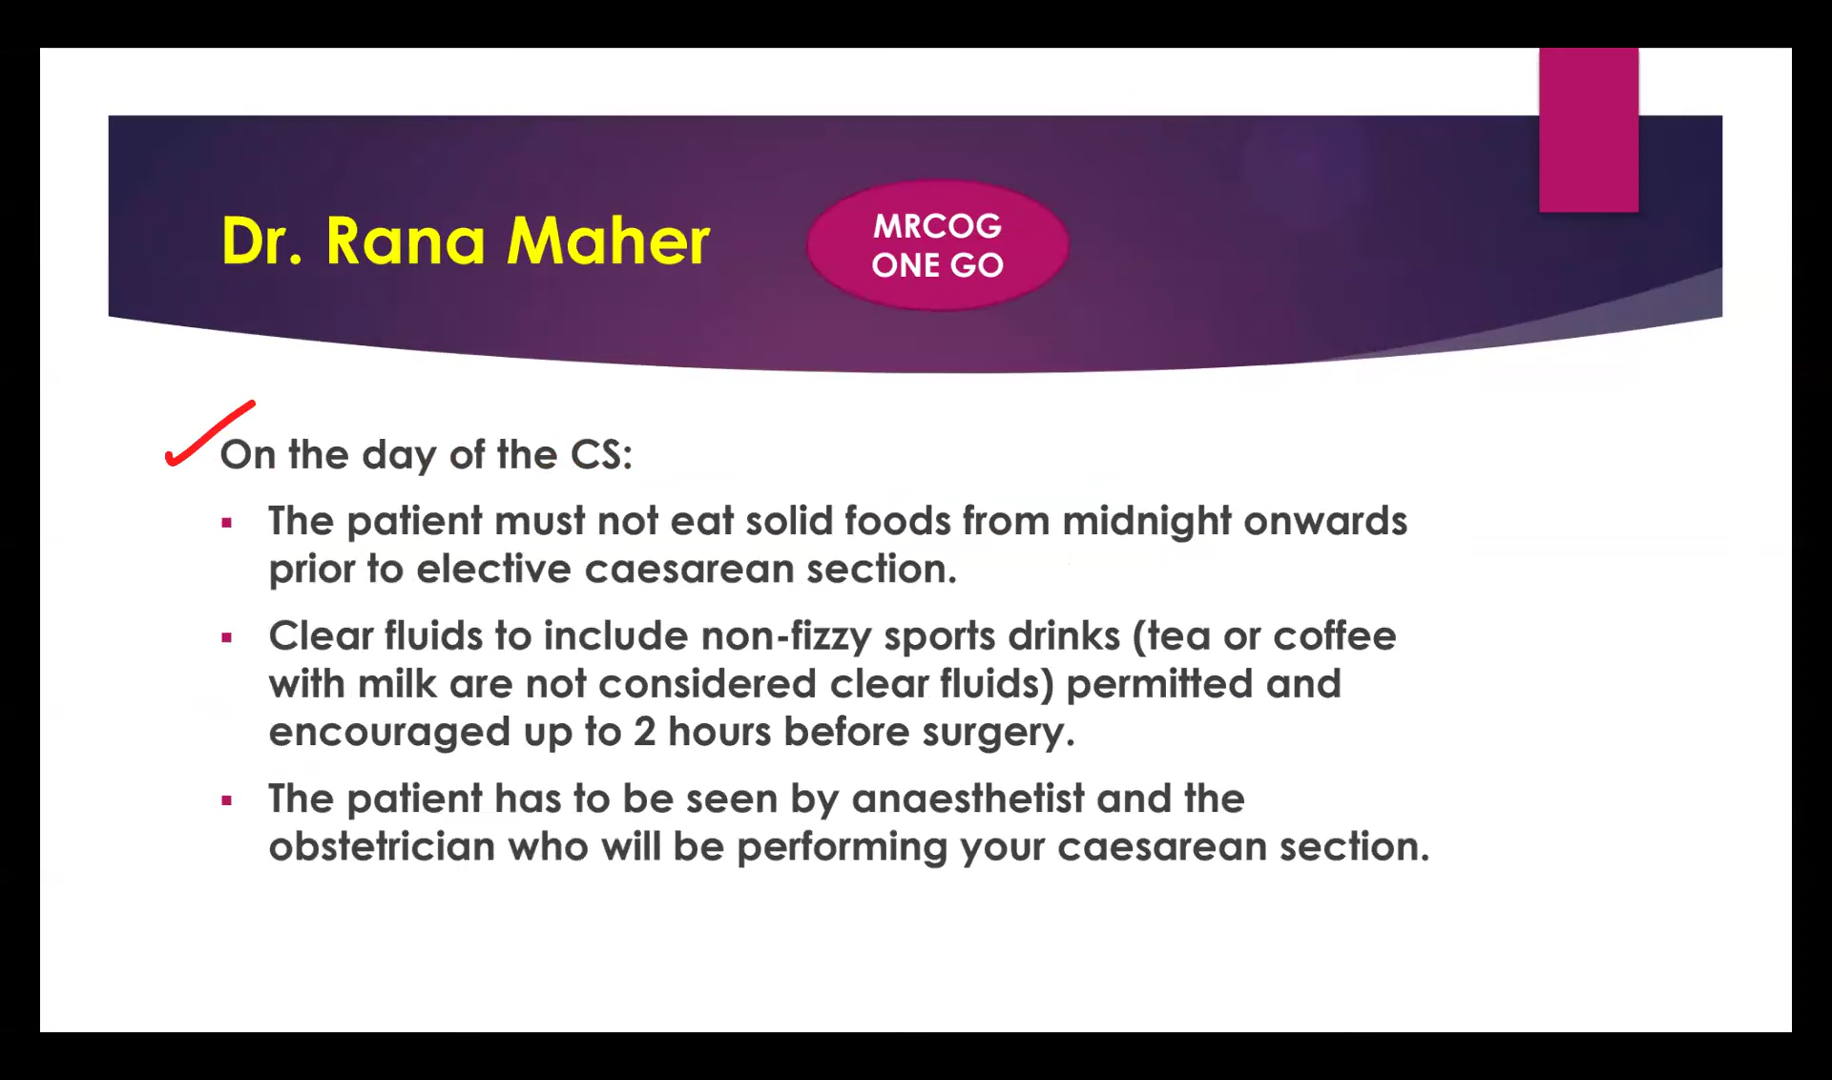 Dr. Rana Maher
MRCOG
ONE GO
On the day of the CS:
▪ The patient must not eat solid foods from midnight onwards
prior to elective caesarean section.
▪ Clear fluids to include non-fizzy sports drinks (tea or coffee
with milk are not considered clear fluids) permitted and
encouraged up to 2 hours before surgery.
▪ The patient has to be seen by anaesthetist and the
obstetrician who will be performing your caesarean section.